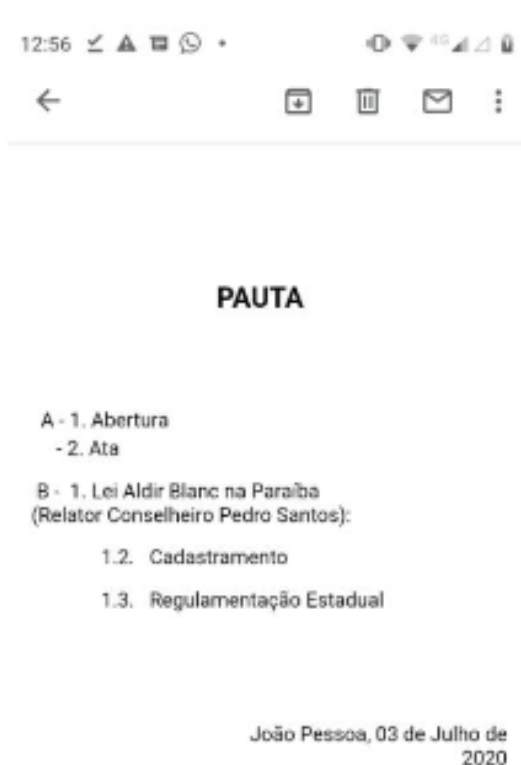 12:56
4G
PAUTA
A - 1. Abertura
- 2. Ata
B - 1. Lei Aldir Blanc na Paraíba
(Relator Conselheiro Pedro Santos):
1.2. Cadastramento
1.3. Regulamentação Estadual
João Pessoa, 03 de Julho de
2020